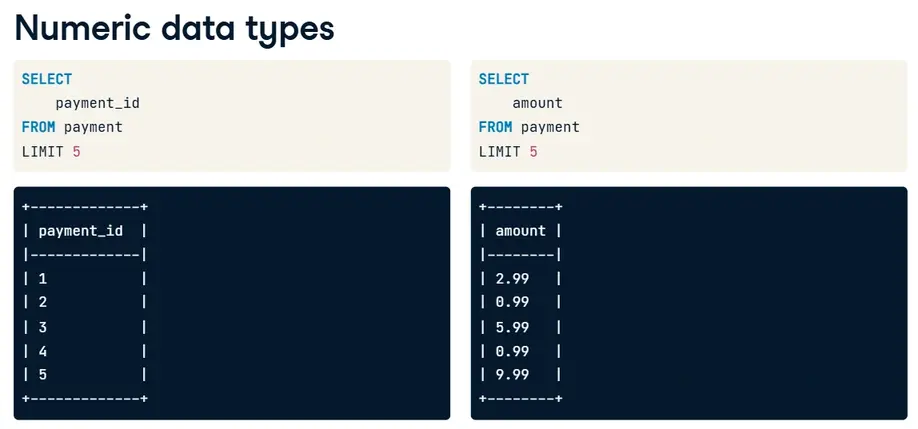 Numeric data types
SELECT
    payment_id
FROM payment
LIMIT 5
+-------------+
| payment_id  |
|-------------|
| 1           |
| 2           |
| 3           |
| 4           |
| 5           |
+-------------+
SELECT
    amount
FROM payment
LIMIT 5
+--------+
| amount |
|--------|
| 2.99   |
| 0.99   |
| 5.99   |
| 0.99   |
| 9.99   |
+--------+